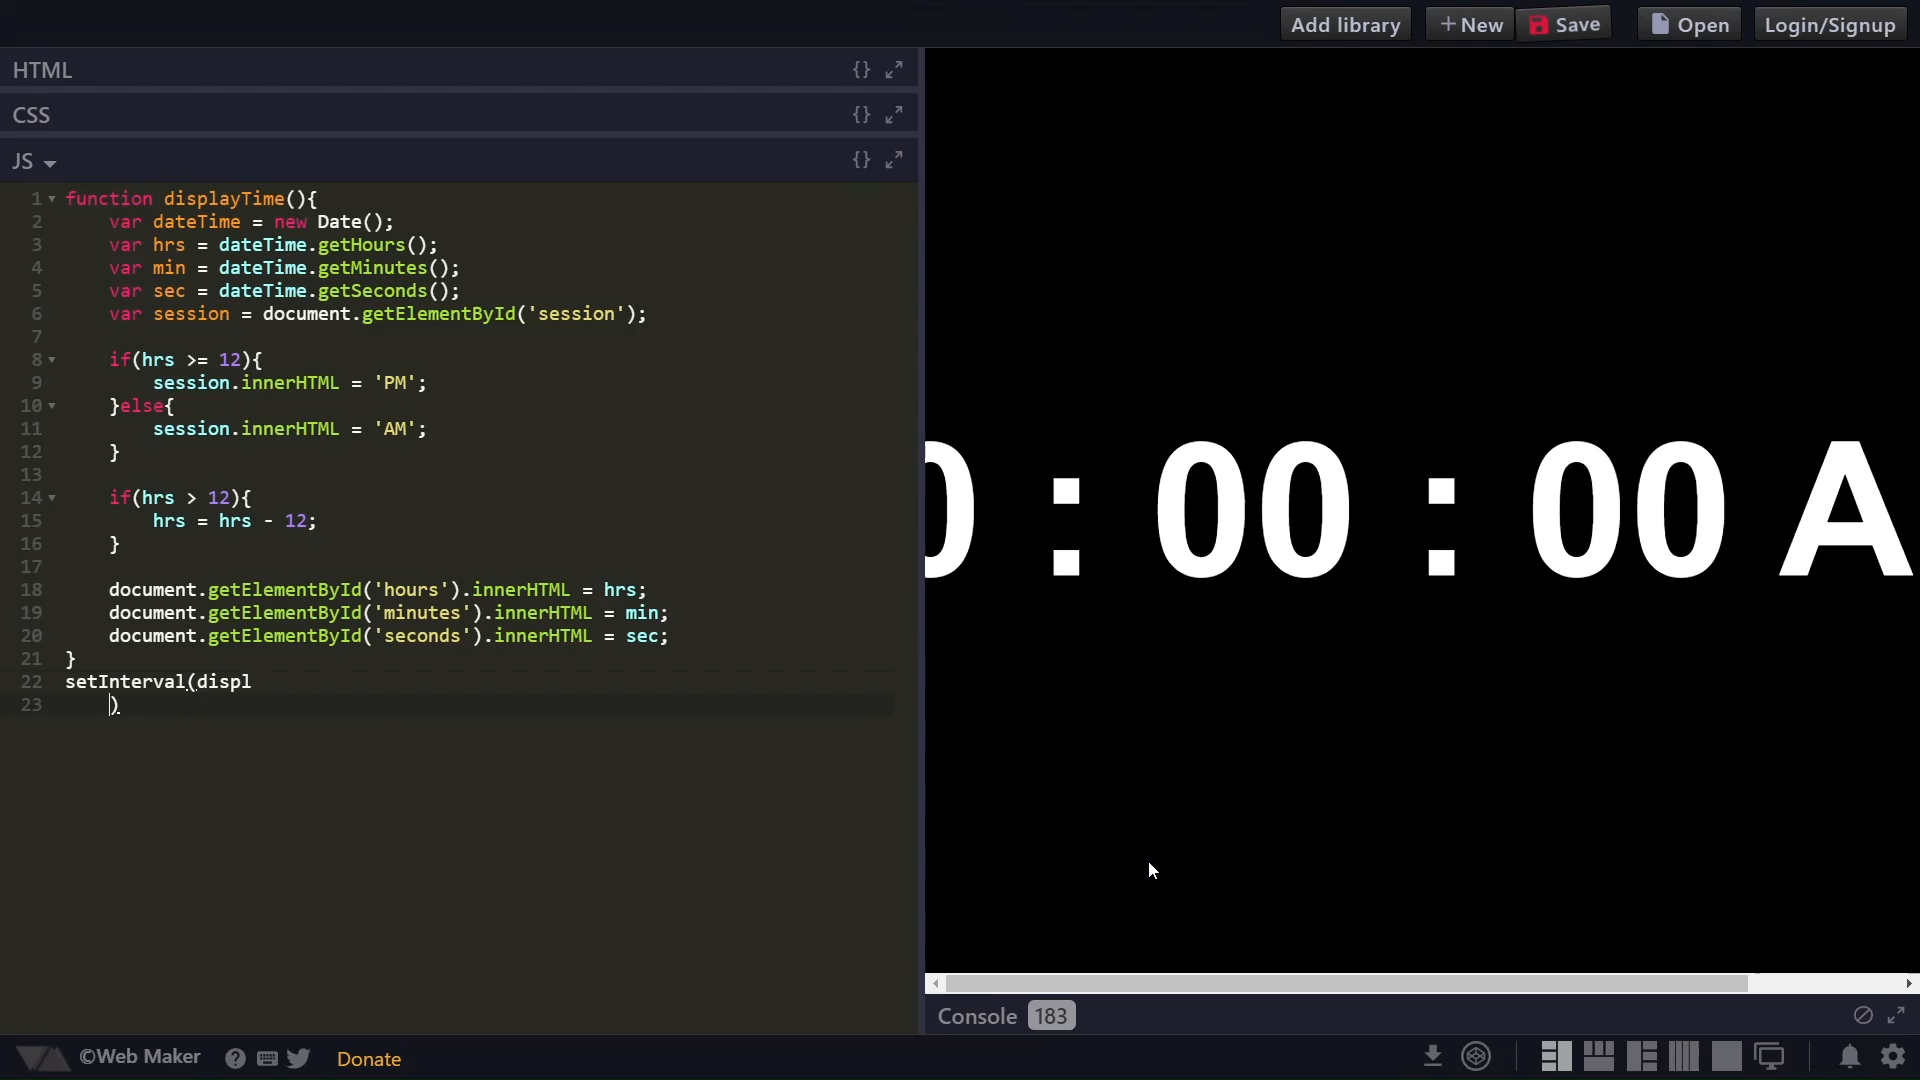 Add library
+ New
Save
Open
Login/Signup
HTML
{}
CSS
{}
JS
{}
1 function displayTime(){
2 var dateTime = new Date();
3 var hrs = dateTime.getHours();
4 var min = dateTime.getMinutes();
5 var sec = dateTime.getSeconds();
6 var session = document.getElementById('session');
7
8 if(hrs >= 12){
9 session.innerHTML = 'PM';
10 }else{
11 session.innerHTML = 'AM';
12 }
13
14 if(hrs > 12){
15 hrs = hrs - 12;
16 }
17
18 document.getElementById('hours').innerHTML = hrs;
19 document.getElementById('minutes').innerHTML = min;
20 document.getElementById('seconds').innerHTML = sec;
21 }
22 setInterval(displ
23 )
0 : 00 : 00 A
Console 183
©Web Maker
?
Donate